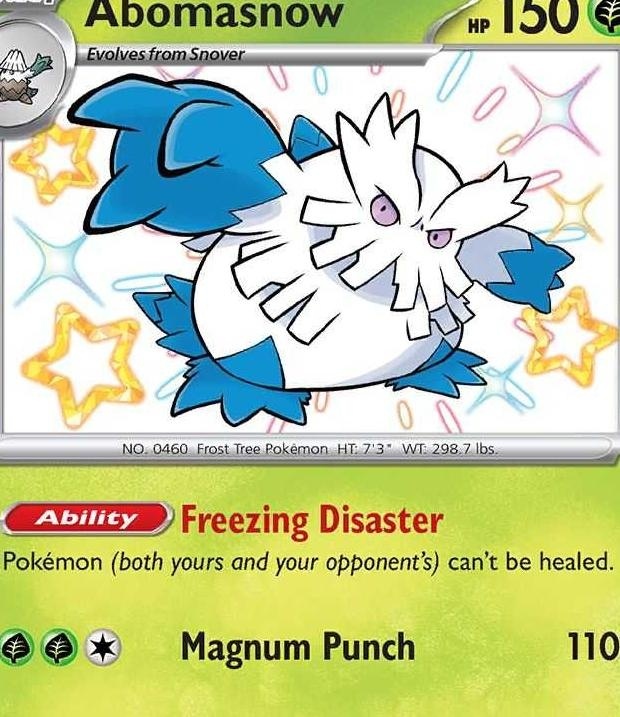 Abomasnow HP 150
Evolves from Snover
NO. 0460 Frost Tree Pokémon HT: 7'3" WT: 298.7 lbs.
Ability Freezing Disaster
Pokémon (both yours and your opponent's) can't be healed.
Magnum Punch 110